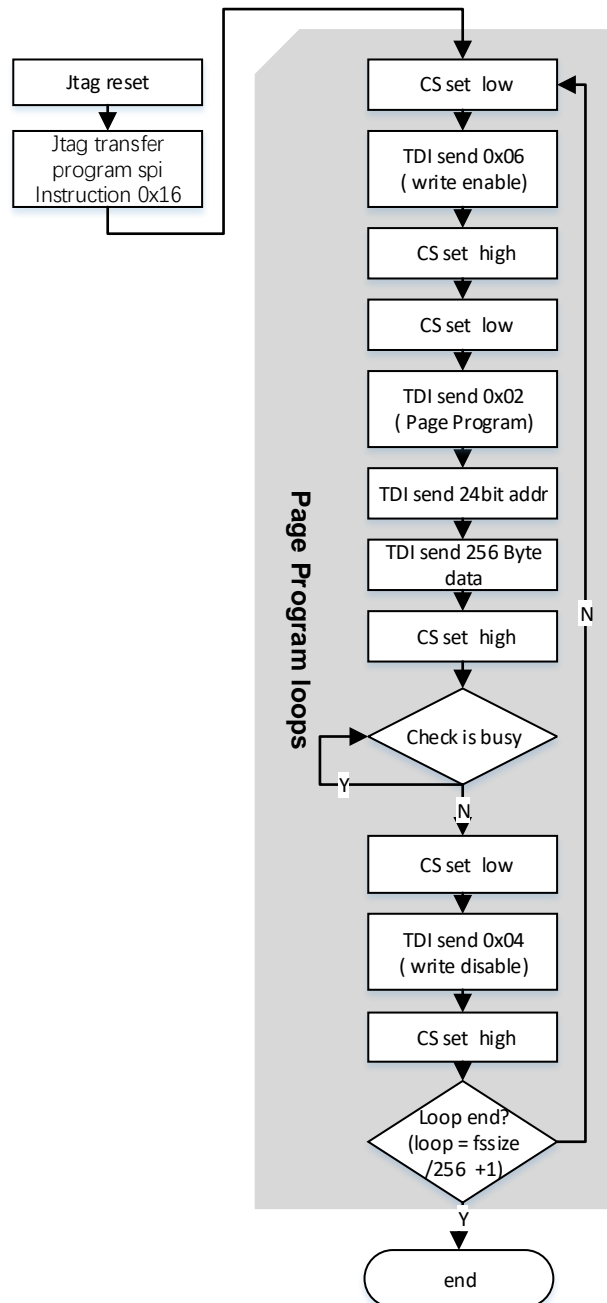 Jtag reset
Jtag transfer
program spi
Instruction 0x16
CS set low
TDI send 0x06
( write enable)
CS set high
CS set low
TDI send 0x02
( Page Program)
TDI send 24bit addr
TDI send 256 Byte
data
CS set high
Check is busy
Y
N
CS set low
TDI send 0x04
( write disable)
CS set high
Loop end?
(loop = fssize
/256 +1)
N
Y
end
Page Program loops